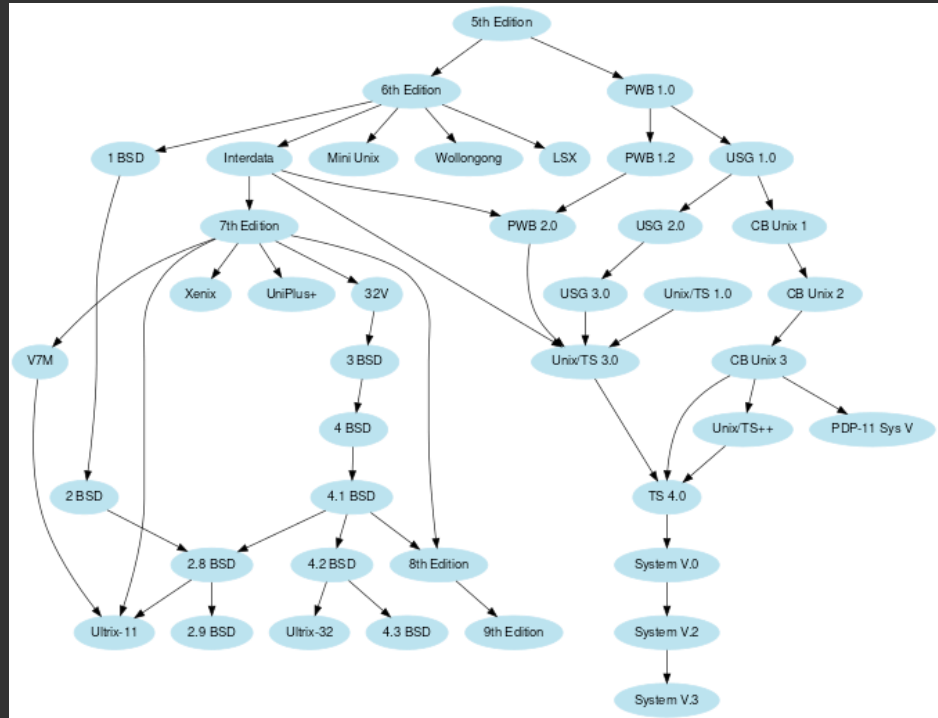 5th Edition
6th Edition
PWB 1.0
1 BSD
Interdata
Mini Unix
Wollongong
LSX
PWB 1.2
USG 1.0
7th Edition
PWB 2.0
USG 2.0
CB Unix 1
Xenix
UniPlus+
32V
USG 3.0
Unix/TS 1.0
CB Unix 2
V7M
3 BSD
Unix/TS 3.0
CB Unix 3
4 BSD
Unix/TS++
PDP-11 Sys V
2 BSD
4.1 BSD
TS 4.0
2.8 BSD
4.2 BSD
8th Edition
System V.0
Ultrix-11
2.9 BSD
Ultrix-32
4.3 BSD
9th Edition
System V.2
System V.3